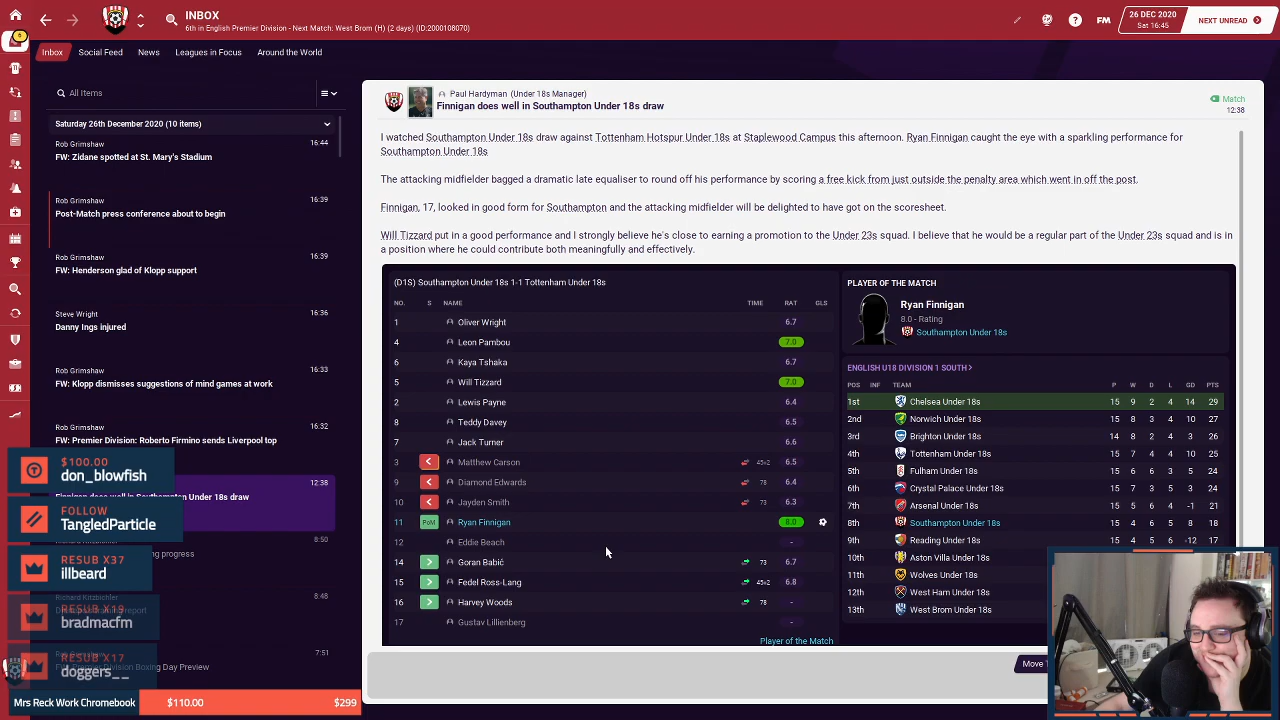 INBOX
6th in English Premier Division - Next Match: West Brom (H) (2 days) (ID:2000108070)
FM
26 DEC 2020
Sat 16:45
NEXT UNREAD
Inbox
Social Feed
News
Leagues in Focus
Around the World
All Items
Saturday 26th December 2020 (10 items)
Rob Grimshaw
16:44
FW: Zidane spotted at St. Mary's Stadium
Rob Grimshaw
16:39
Post-Match press conference about to begin
Rob Grimshaw
16:39
FW: Henderson glad of Klopp support
Steve Wright
16:36
Danny Ings injured
Rob Grimshaw
16:33
FW: Klopp dismisses suggestions of mind games at work
Rob Grimshaw
16:32
FW: Premier Division: Roberto Firmino sends Liverpool top
12:38
8:50
progress
8:48
report
7:51
Boxing Day Preview
$100.00
don_blowfish
FOLLOW
TangledParticle
RESUB X37
illbeard
RESUB X19
bradmacfm
RESUB X17
doggers__
Mrs Reck Work Chromebook
$110.00
$299
Paul Hardyman (Under 18s Manager)
Finnigan does well in Southampton Under 18s draw
Match
12:38
I watched Southampton Under 18s draw against Tottenham Hotspur Under 18s at Staplewood Campus this afternoon. Ryan Finnigan caught the eye with a sparkling performance for
Southampton Under 18s
The attacking midfielder bagged a dramatic late equaliser to round off his performance by scoring a free kick from just outside the penalty area which went in off the post.
Finnigan, 17, looked in good form for Southampton and the attacking midfielder will be delighted to have got on the scoresheet.
Will Tizzard put in a good performance and I strongly believe he's close to earning a promotion to the Under 23s squad. I believe that he would be a regular part of the Under 23s squad and is in
a position where he could contribute both meaningfully and effectively.
(D1S) Southampton Under 18s 1-1 Tottenham Under 18s
NO. S NAME TIME RAT GLS
1 Oliver Wright 6.7
4 Leon Pambou 7.0
6 Kaya Tshaka 6.7
5 Will Tizzard 7.0
2 Lewis Payne 6.4
8 Teddy Davey 6.5
7 Jack Turner 6.6
3 Matthew Carson 45+2 6.5
9 Diamond Edwards 78 6.4
10 Jayden Smith 73 6.3
11 PoM Ryan Finnigan 8.0
12 Eddie Beach -
14 Goran Babić 73 6.7
15 Fedel Ross-Lang 45+2 6.8
16 Harvey Woods 78 -
17 Gustav Lillienberg -
Player of the Match
PLAYER OF THE MATCH
Ryan Finnigan
8.0 - Rating
Southampton Under 18s
ENGLISH U18 DIVISION 1 SOUTH
POS INF TEAM P W D L GD PTS
1st Chelsea Under 18s 15 9 2 4 14 29
2nd Norwich Under 18s 15 8 3 4 10 27
3rd Brighton Under 18s 15 8 2 4 3 26
4th Tottenham Under 18s 15 7 4 4 10 25
5th Fulham Under 18s 15 6 6 3 5 24
6th Crystal Palace Under 18s 15 7 3 5 3 24
7th Arsenal Under 18s 15 5 6 4 -1 21
8th Southampton Under 18s 15 4 6 5 8 18
9th Reading Under 18s 15 4 5 6 -12 17
10th Aston Villa Under 18s
11th Wolves Under 18s
12th West Ham Under 18s
13th West Brom Under 18s
Move